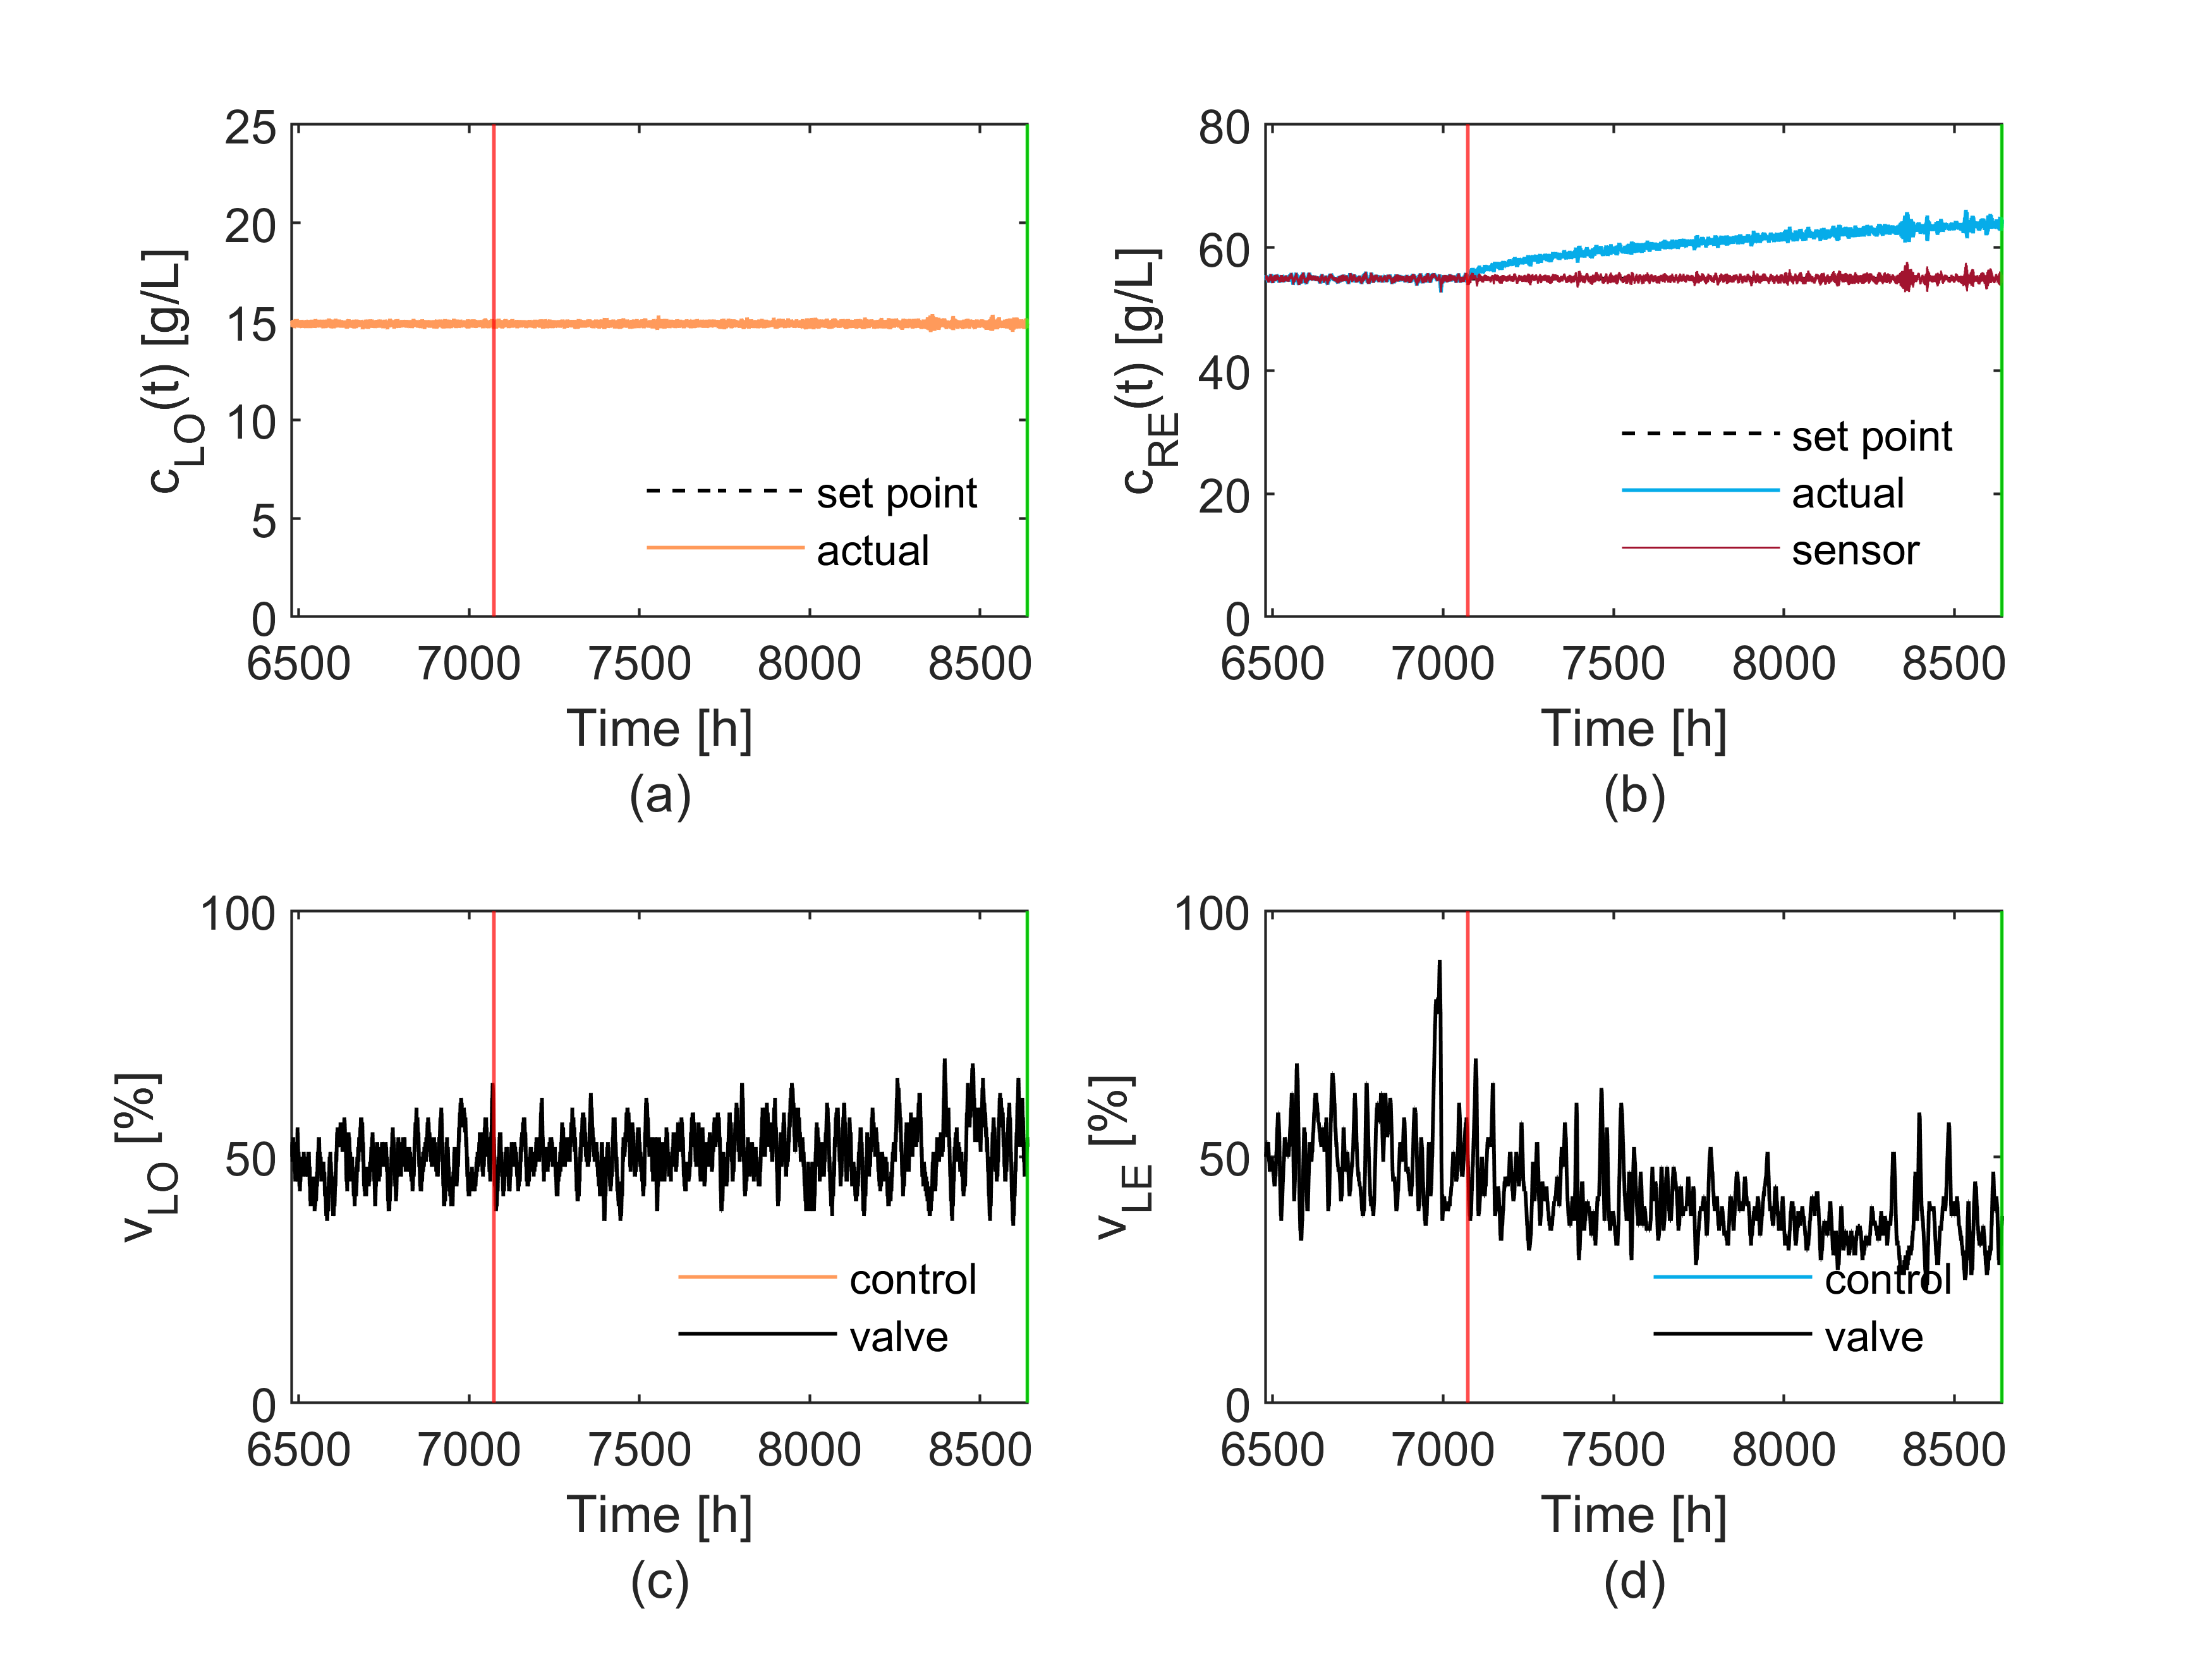 25
20
15
10
5
0
c_LO(t) [g/L]
set point
actual
6500 7000 7500 8000 8500
Time [h]
(a)
80
60
40
20
0
c_RE(t) [g/L]
set point
actual
sensor
6500 7000 7500 8000 8500
Time [h]
(b)
100
50
0
v_LO [%]
control
valve
6500 7000 7500 8000 8500
Time [h]
(c)
100
50
0
v_LE [%]
control
valve
6500 7000 7500 8000 8500
Time [h]
(d)